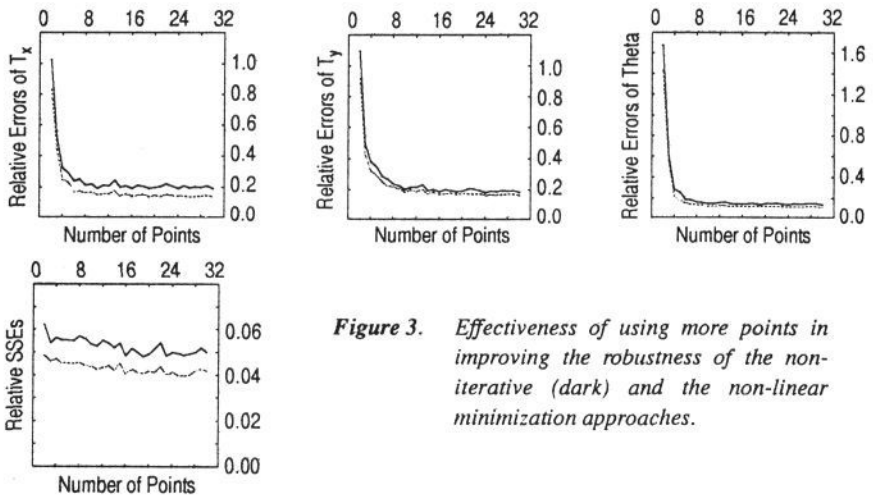 0 8 16 24 32
Relative Errors of T_x
1.0
0.8
0.6
0.4
0.2
0.0
Number of Points
0 8 16 24 32
Relative Errors of T_y
1.0
0.8
0.6
0.4
0.2
0.0
Number of Points
0 8 16 24 32
Relative Errors of Theta
1.6
1.2
0.8
0.4
0.0
Number of Points
0 8 16 24 32
Relative SSEs
0.06
0.04
0.02
0.00
Number of Points
Figure 3. Effectiveness of using more points in
improving the robustness of the non-
iterative (dark) and the non-linear
minimization approaches.